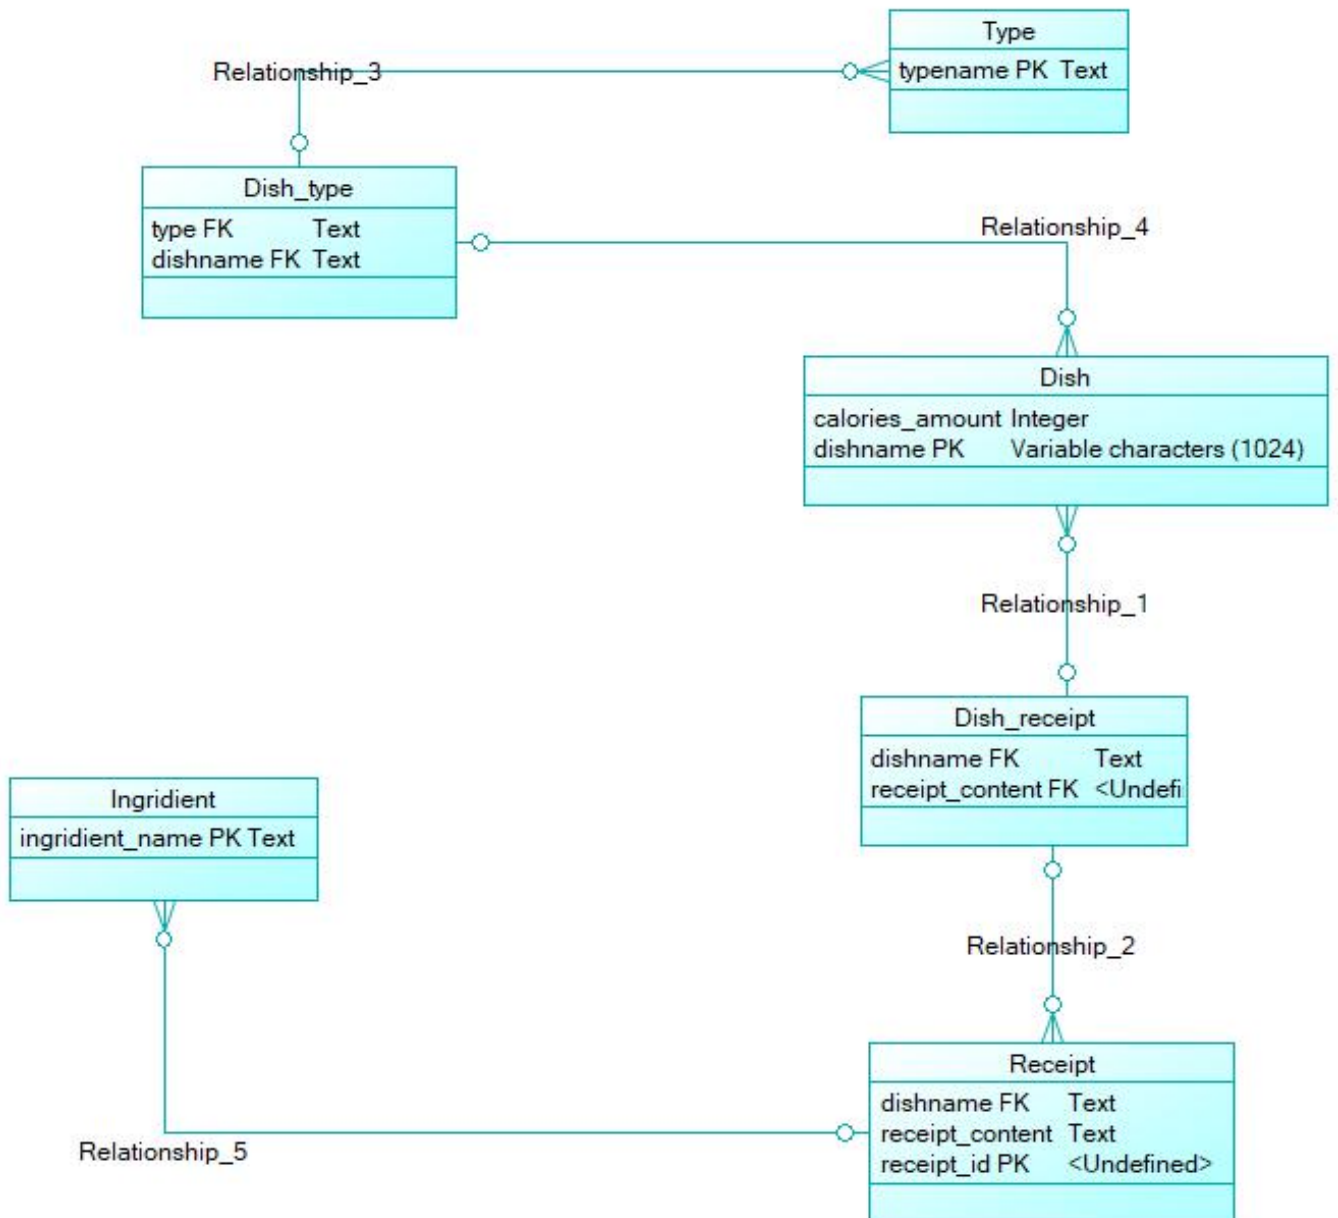 Type
typename PK Text
Relationship_3
Dish_type
type FK Text
dishname FK Text
Relationship_4
Dish
calories_amount Integer
dishname PK Variable characters (1024)
Relationship_1
Dish_receipt
dishname FK Text
receipt_content FK <Undefi
Ingridient
ingridient_name PK Text
Relationship_2
Receipt
dishname FK Text
receipt_content Text
receipt_id PK <Undefined>
Relationship_5